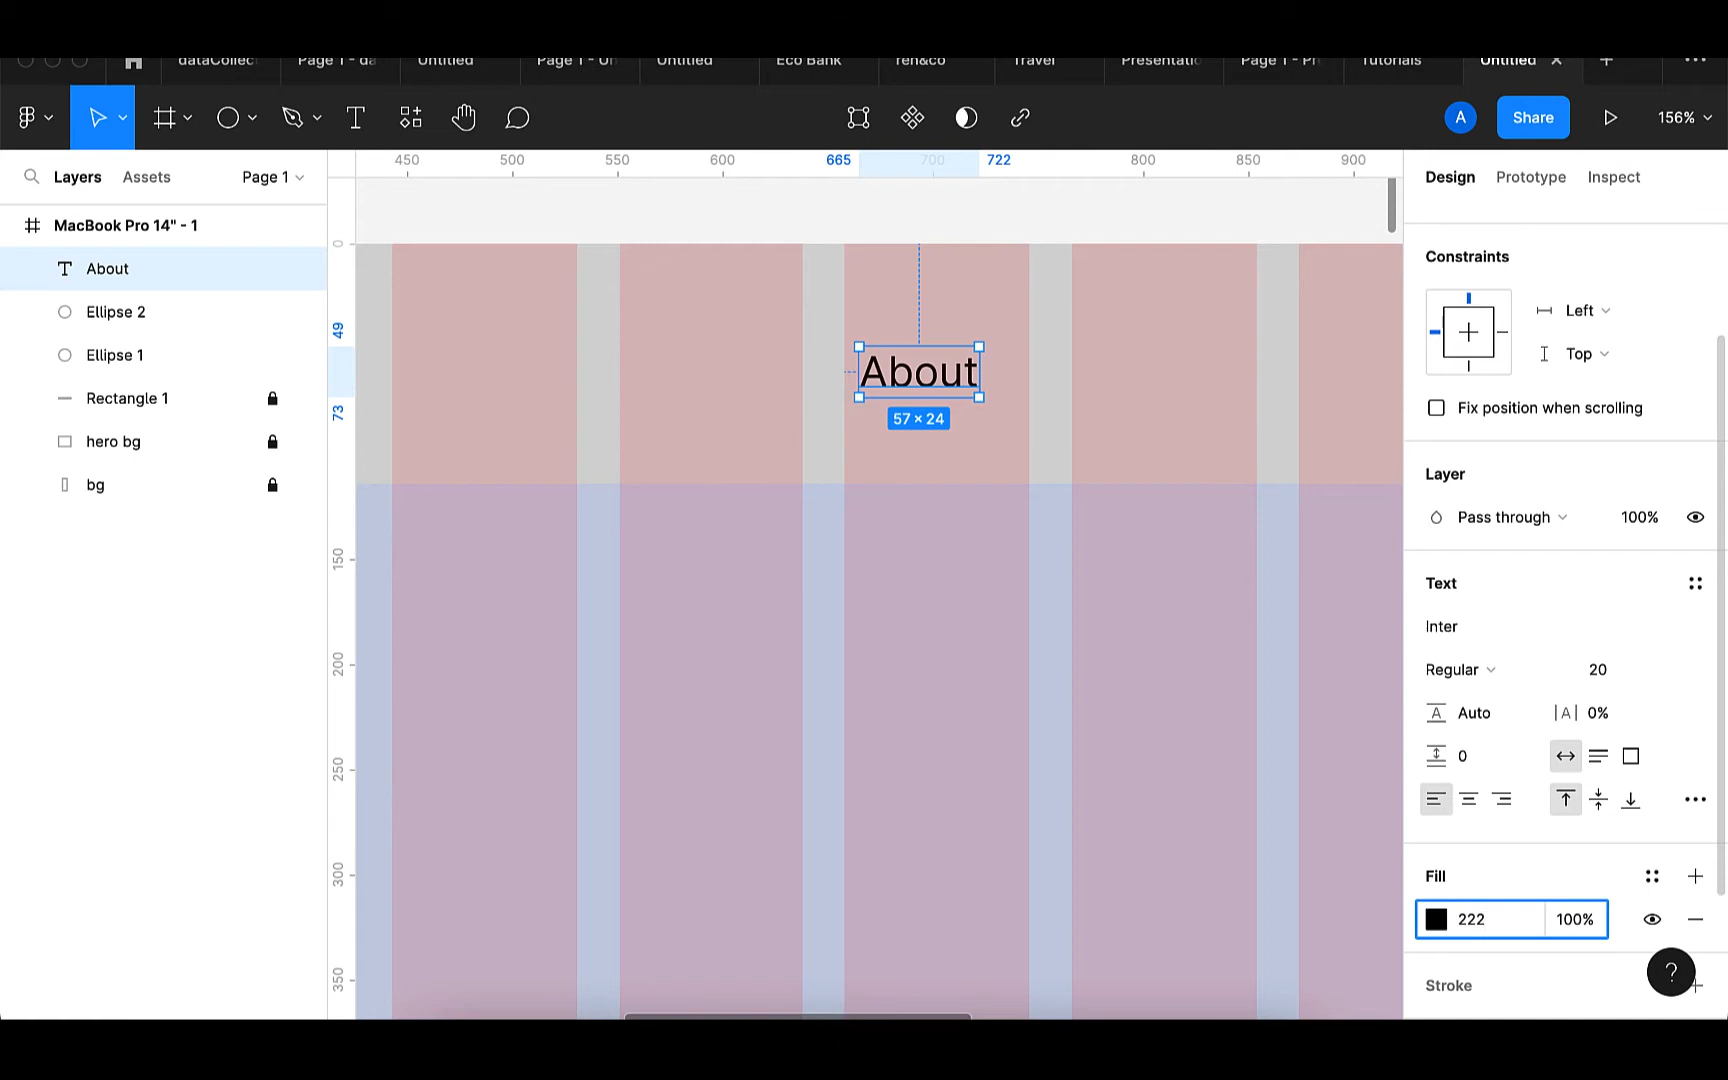 dataCollec
Page 1 - da
Untitled
Page 1 - Un
Untitled
Eco Bank
ren&co
Travel
Presentatio
Page 1 - Pr
Tutorials
Untitled
A
Share
156%
Layers
Assets
Page 1
450
500
550
600
665
700
722
800
850
900
Design
Prototype
Inspect
MacBook Pro 14" - 1
About
Ellipse 2
Ellipse 1
Rectangle 1
hero bg
bg
0
49
73
150
200
250
300
350
About
57 × 24
Constraints
Left
Top
Fix position when scrolling
Layer
Pass through
100%
Text
Inter
Regular
20
Auto
0%
0
Fill
222
100%
?
Stroke